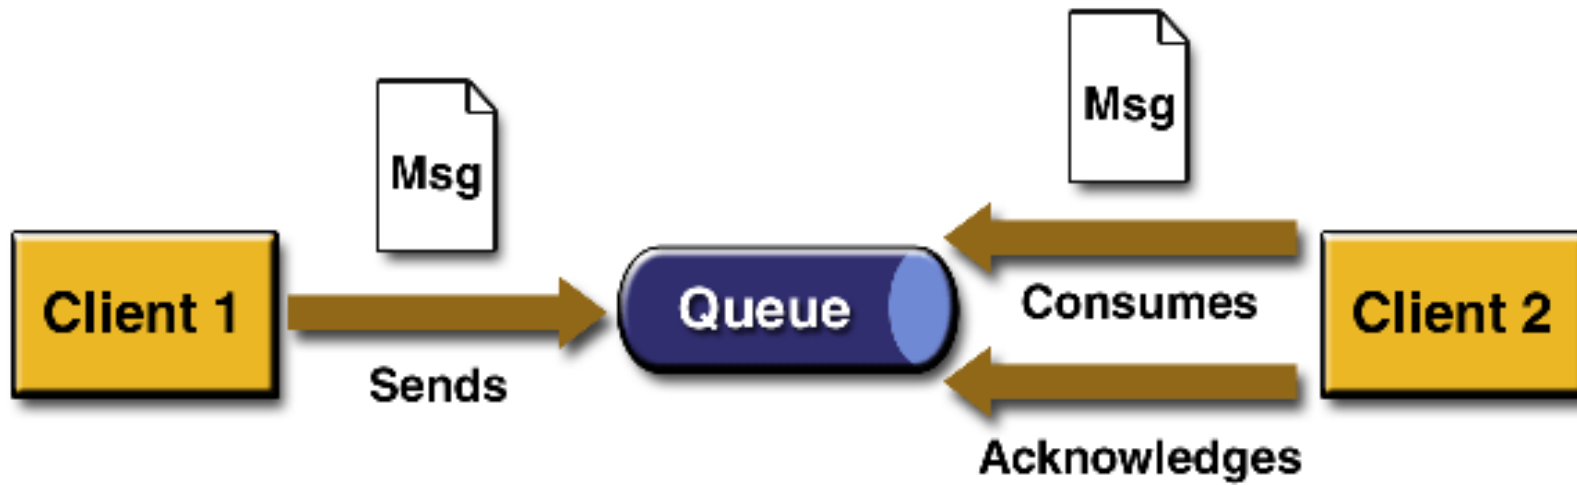 Msg
Msg
Client 1
Queue
Consumes
Client 2
Sends
Acknowledges